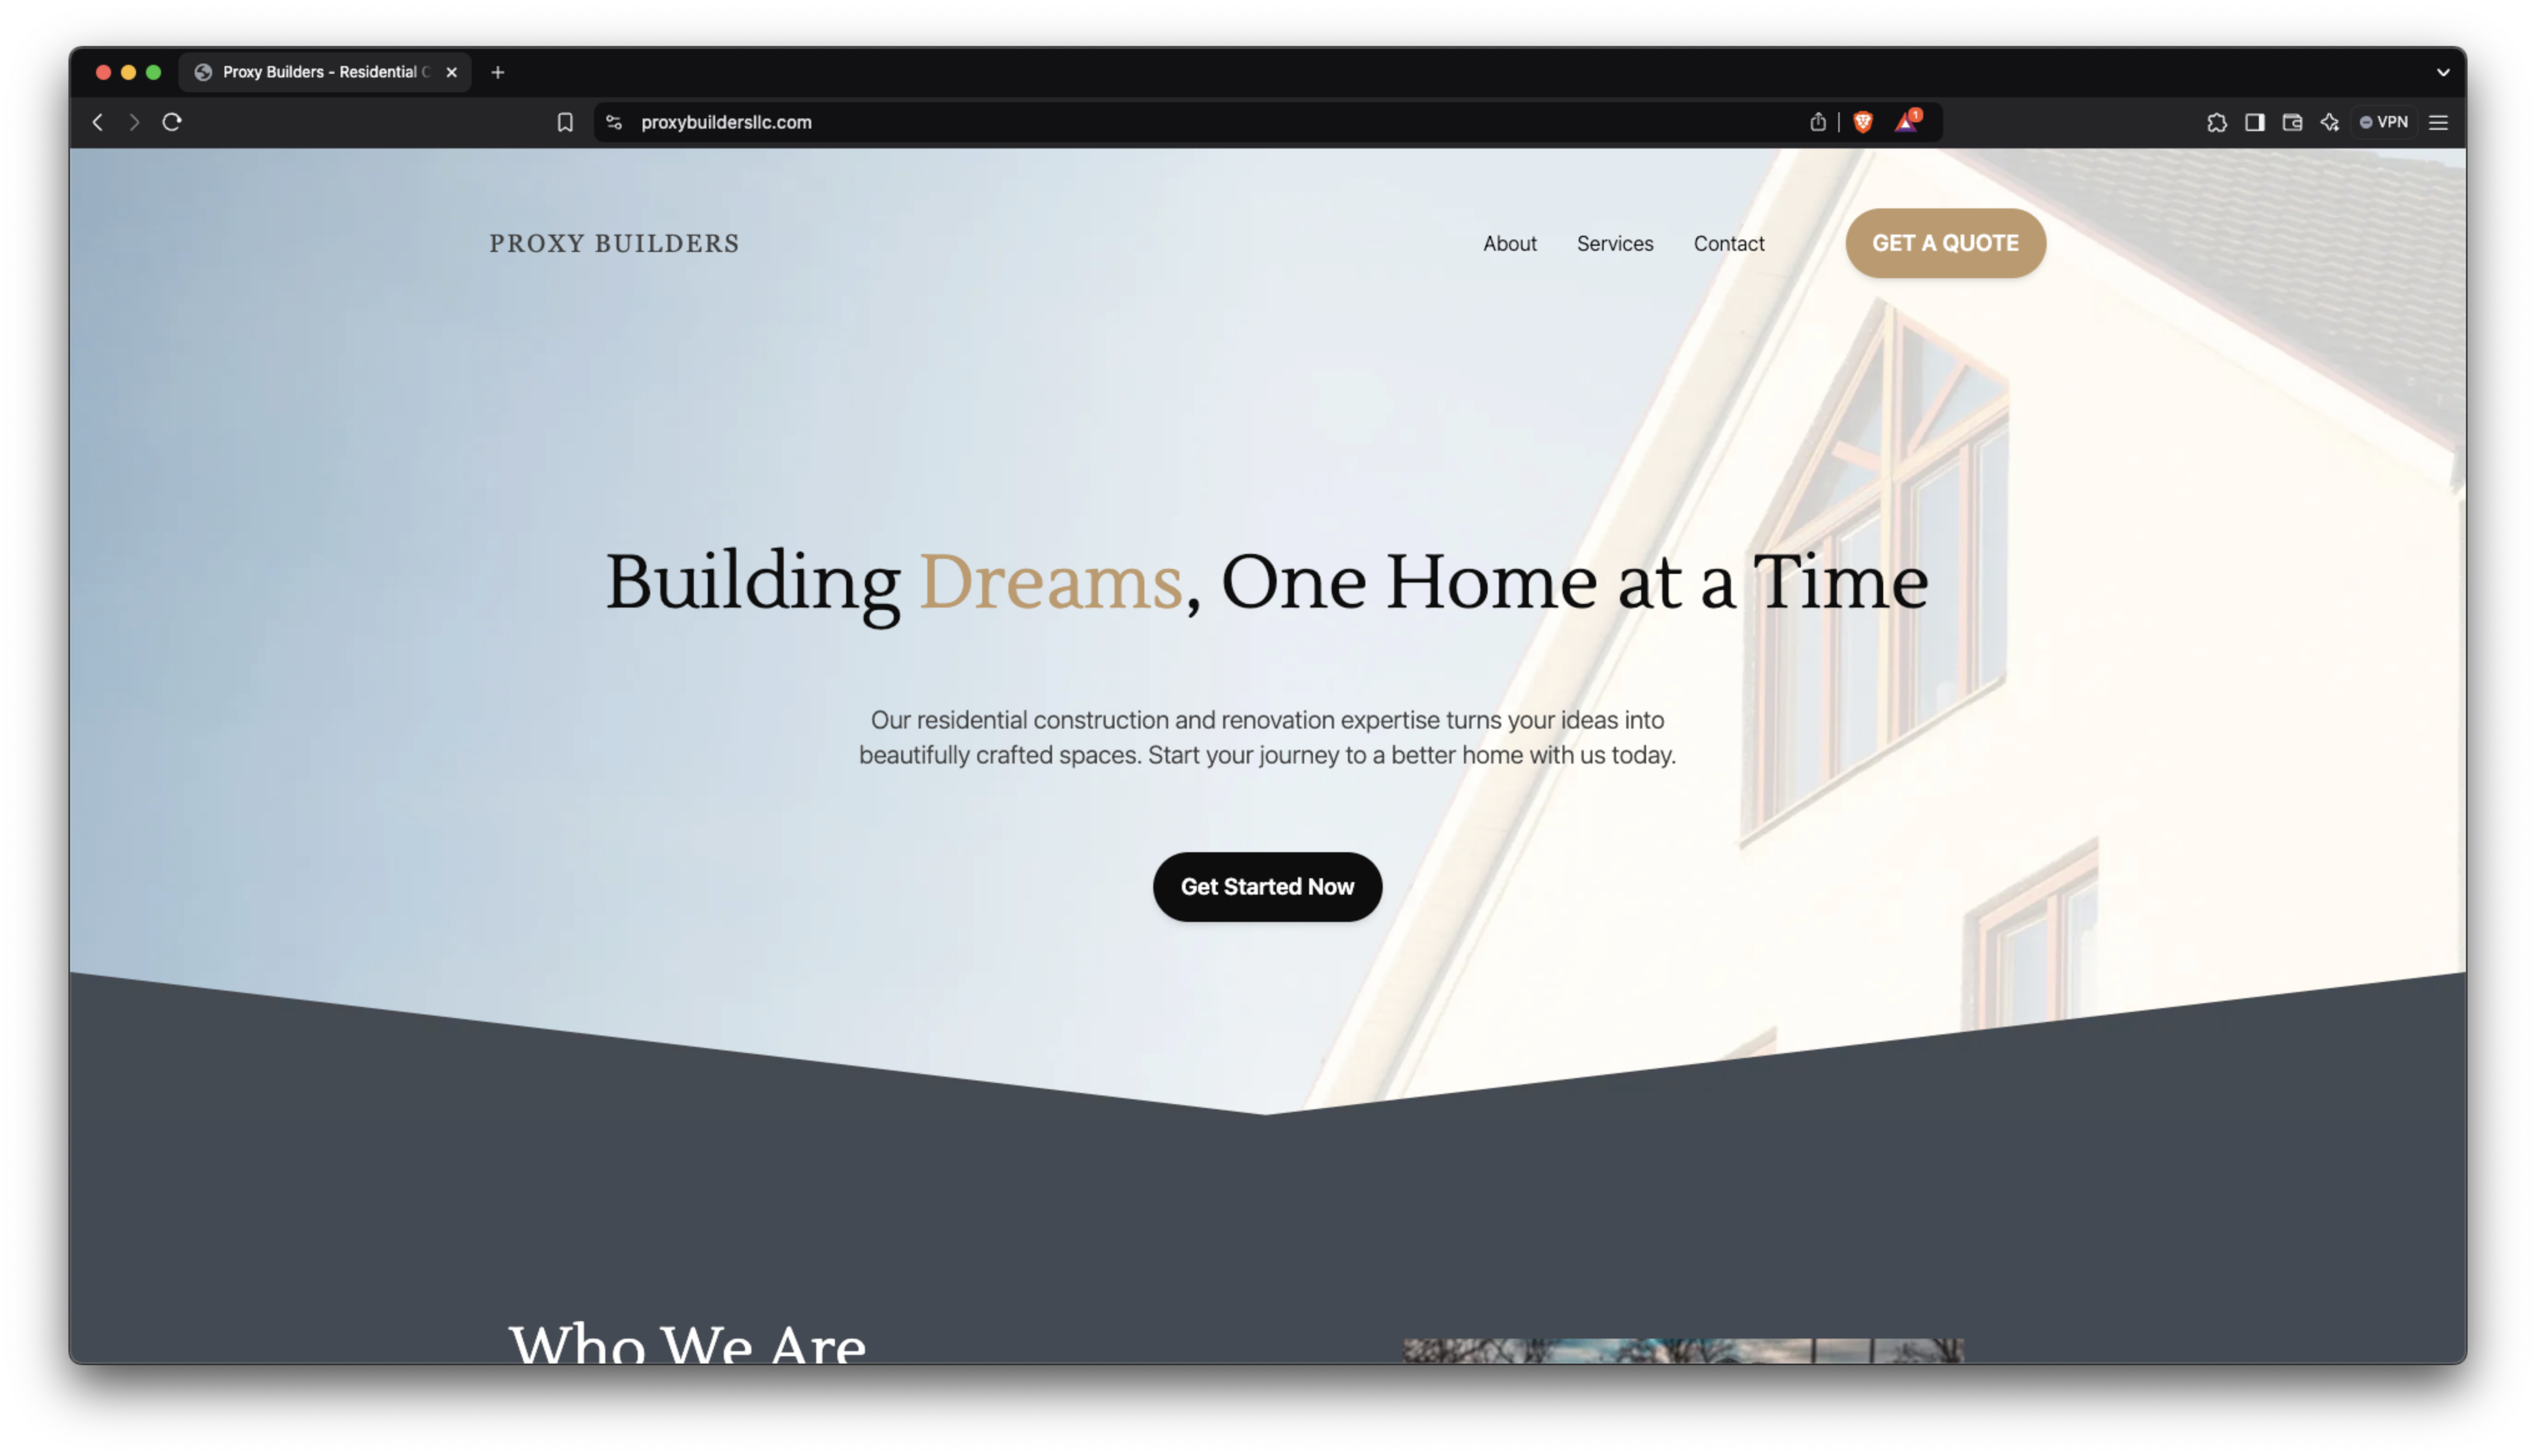 Proxy Builders - Residential
proxybuildersllc.com
1
VPN
PROXY BUILDERS
About
Services
Contact
GET A QUOTE
Building Dreams, One Home at a Time
Our residential construction and renovation expertise turns your ideas into
beautifully crafted spaces. Start your journey to a better home with us today.
Get Started Now
Who We Are